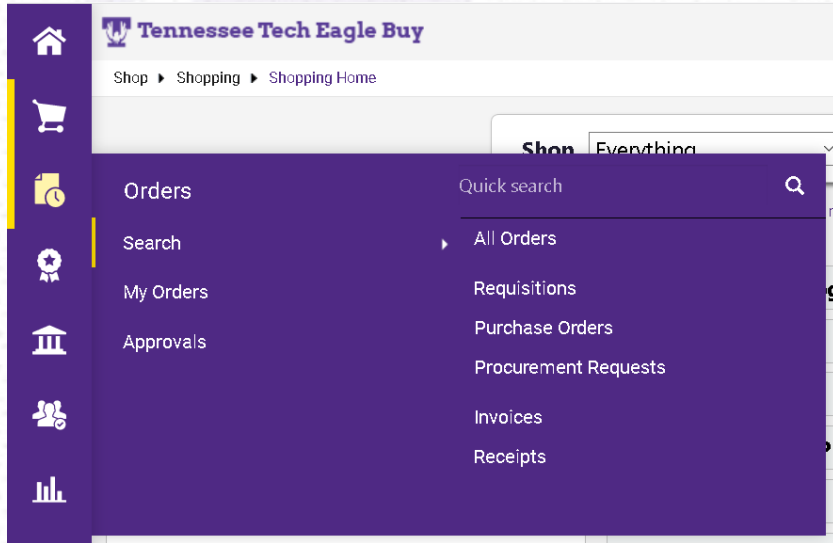 Tennessee Tech Eagle Buy
Shop Shopping Shopping Home
Shop Everything
Orders
Search
My Orders
Approvals
Quick search
All Orders
Requisitions
Purchase Orders
Procurement Requests
Invoices
Receipts